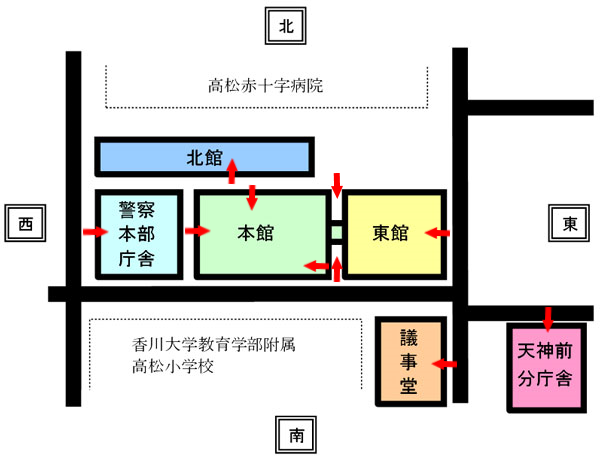 北
高松赤十字病院
北館
西
警察
本部
庁舎
本館
東館
東
香川大学教育学部附属
高松小学校
議
事
堂
天神前
分庁舎
南